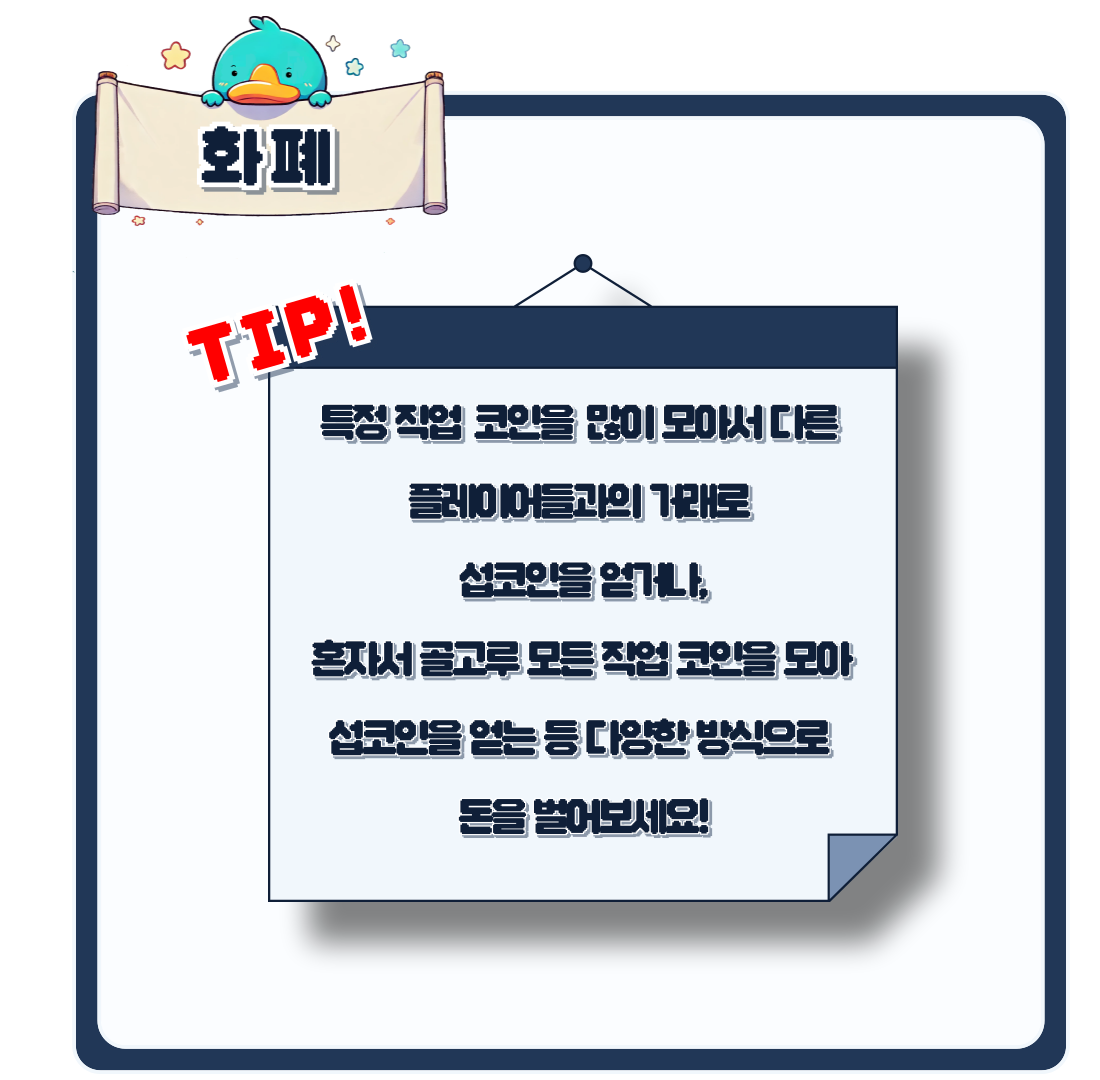 화폐
TIP!
특정 직업 코인을 많이 모아서 다른
플레이어들과의 거래로
섭코인을 얻거나,
혼자서 골고루 모든 직업 코인을 모아
섭코인을 얻는 등 다양한 방식으로
돈을 벌어보세요!